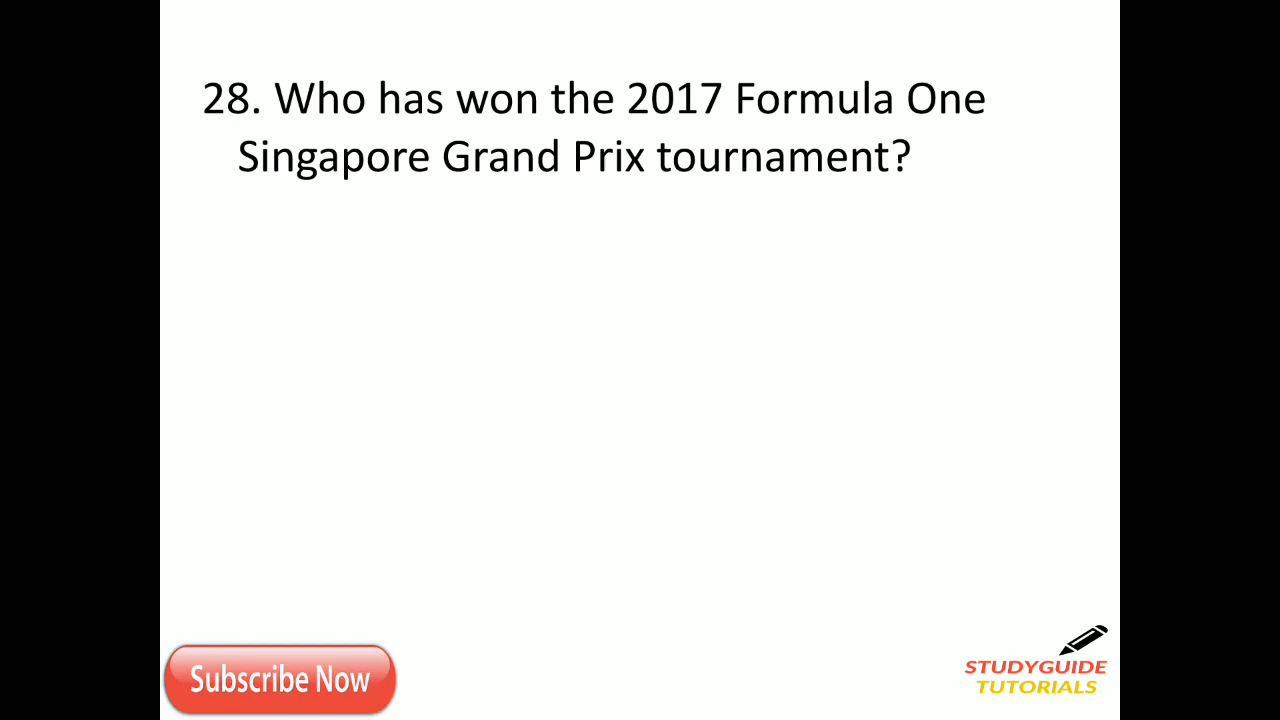 28. Who has won the 2017 Formula One
Singapore Grand Prix tournament?
Subscribe Now
STUDYGUIDE
TUTORIALS